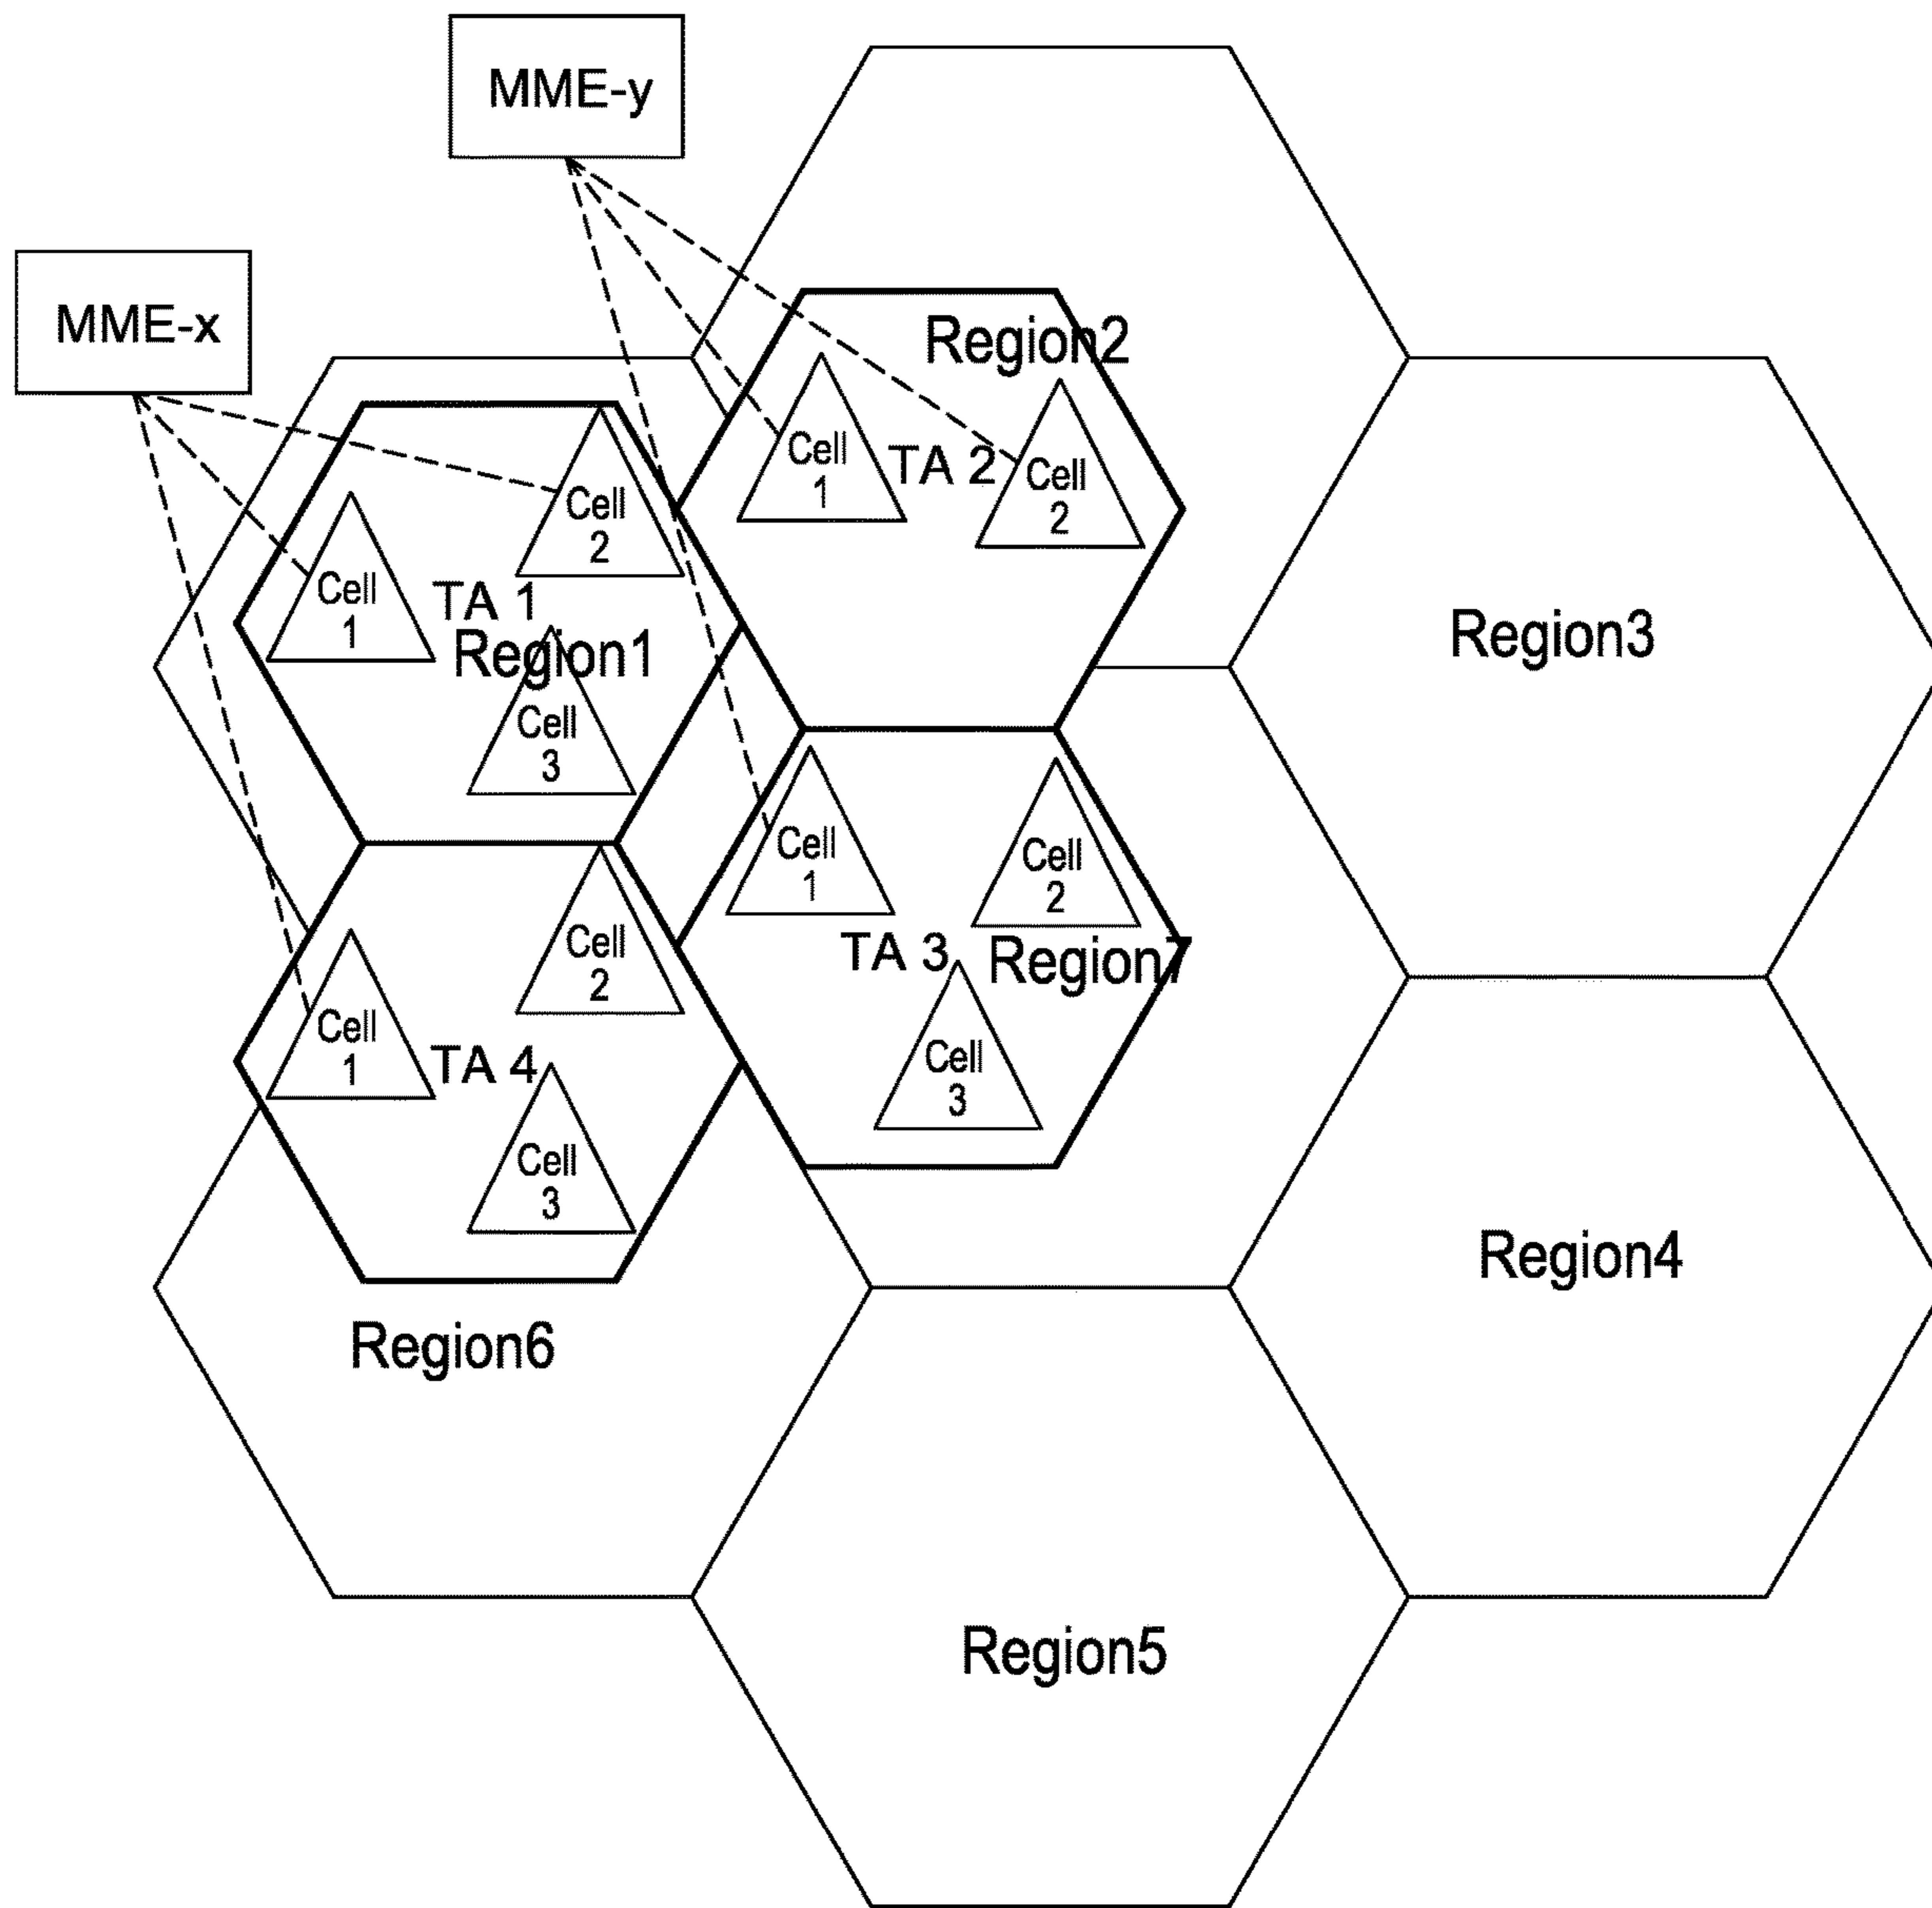 MME-y
MME-x
Region2
Cell
1
TA 2
Cell
2
Cell
2
Cell
1
TA 1
Region1
Cell
3
Region3
Cell
1
Cell
2
TA 3
Region7
Cell
2
Cell
1
TA 4
Cell
3
Cell
3
Region4
Region6
Region5